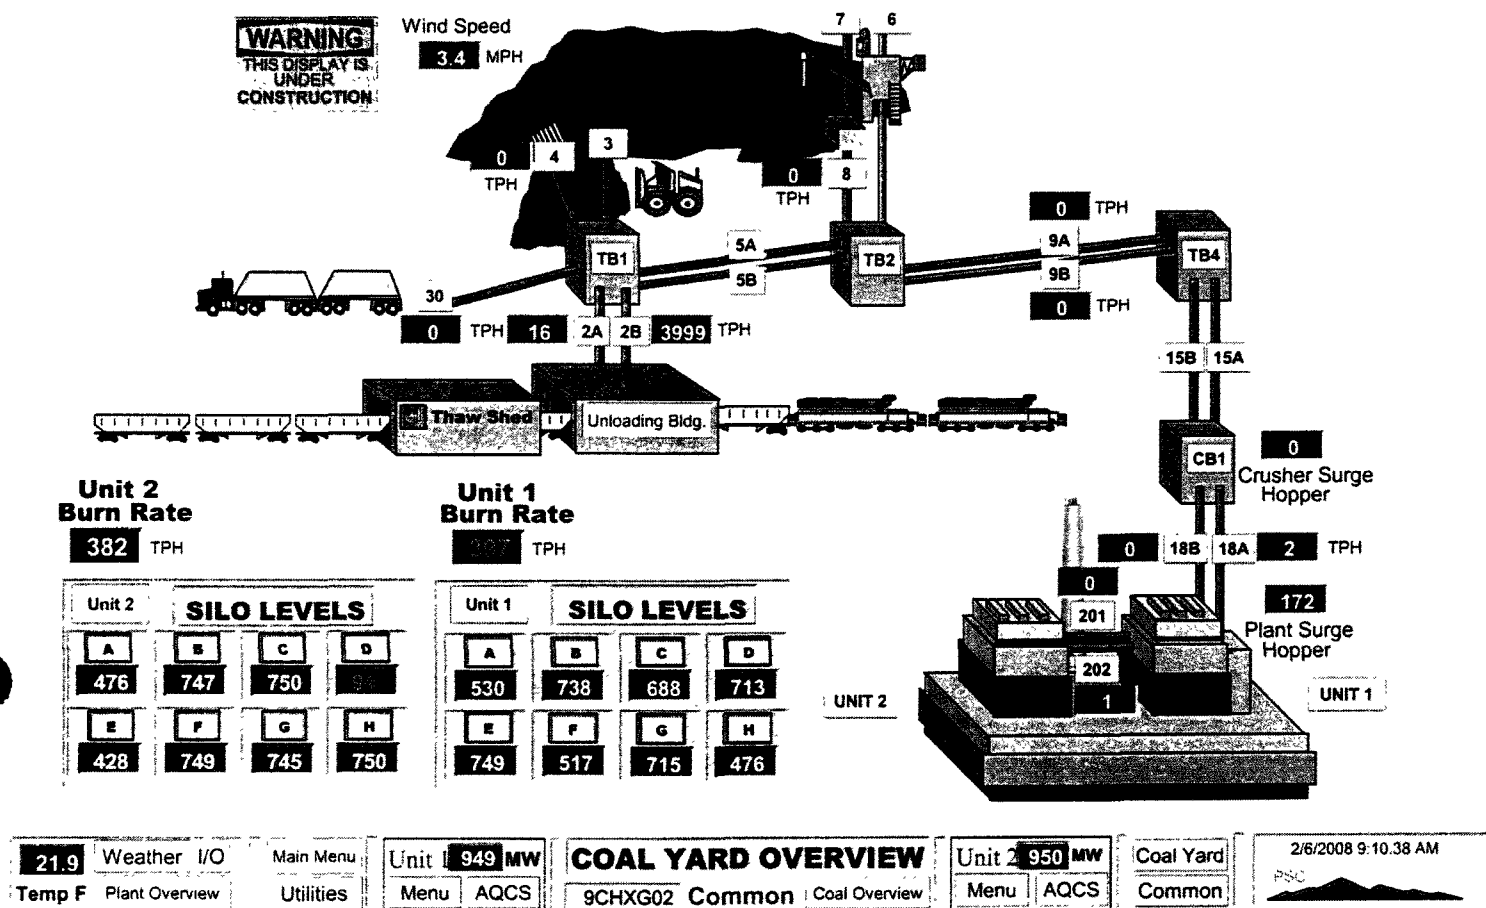 WARNING
THIS DISPLAY IS
UNDER
CONSTRUCTION
Wind Speed
3.4 MPH
7 6
0 4 3
TPH
0 8
TPH
0 TPH
TB1 5A TB2 9A TB4
5B 9B
30
0 TPH 16 2A 2B 3999 TPH
0 TPH
15B 15A
Thaw Shed Unloading Bldg.
CB1 0
Crusher Surge
Hopper
Unit 2
Burn Rate
382 TPH
Unit 1
Burn Rate
TPH
0 18B 18A 2 TPH
0
201
202
1
172
Plant Surge
Hopper
UNIT 2 UNIT 1
Unit 2 SILO LEVELS
A B C D
476 747 750
E F G H
428 749 745 750
Unit 1 SILO LEVELS
A B C D
530 738 688 713
E F G H
749 517 715 476
21.9 Weather I/O Main Menu Unit 1 949 MW COAL YARD OVERVIEW Unit 2 950 MW Coal Yard 2/6/2008 9:10.38 AM
Temp F Plant Overview Utilities Menu AQCS 9CHXG02 Common Coal Overview Menu AQCS Common PSC